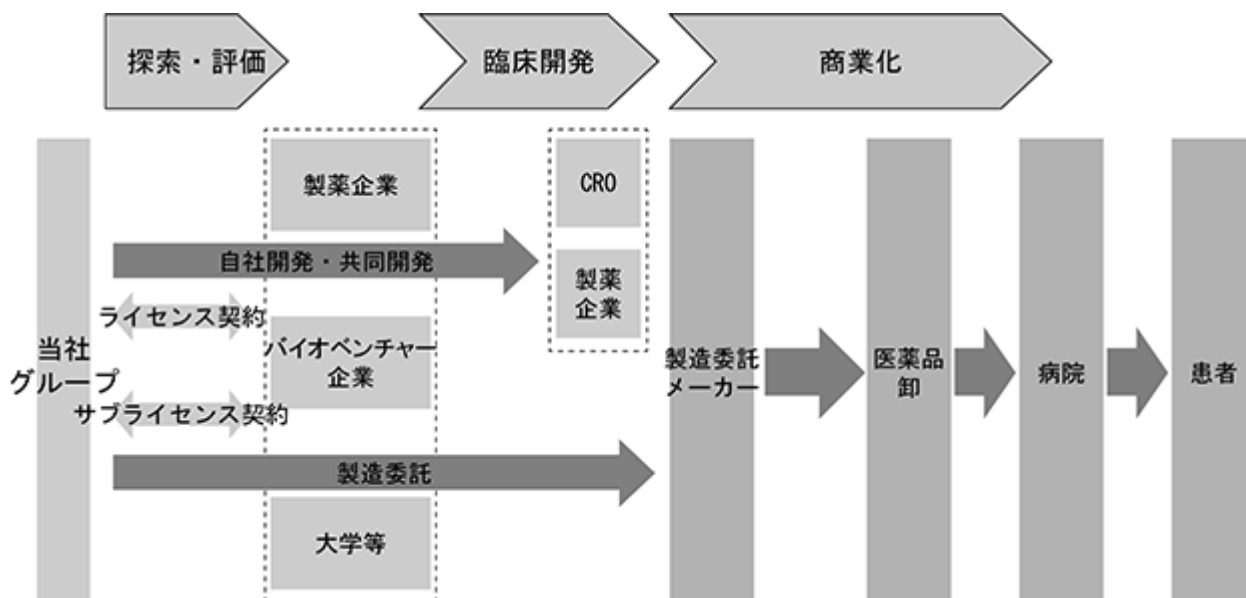 探索・評価
臨床開発
商業化
製薬企業
CRO
自社開発・共同開発
製薬
企業
ライセンス契約
当社
グループ
バイオベンチャー
企業
サブライセンス契約
製造委託
大学等
製造委託
メーカー
医薬品
卸
病院
患者